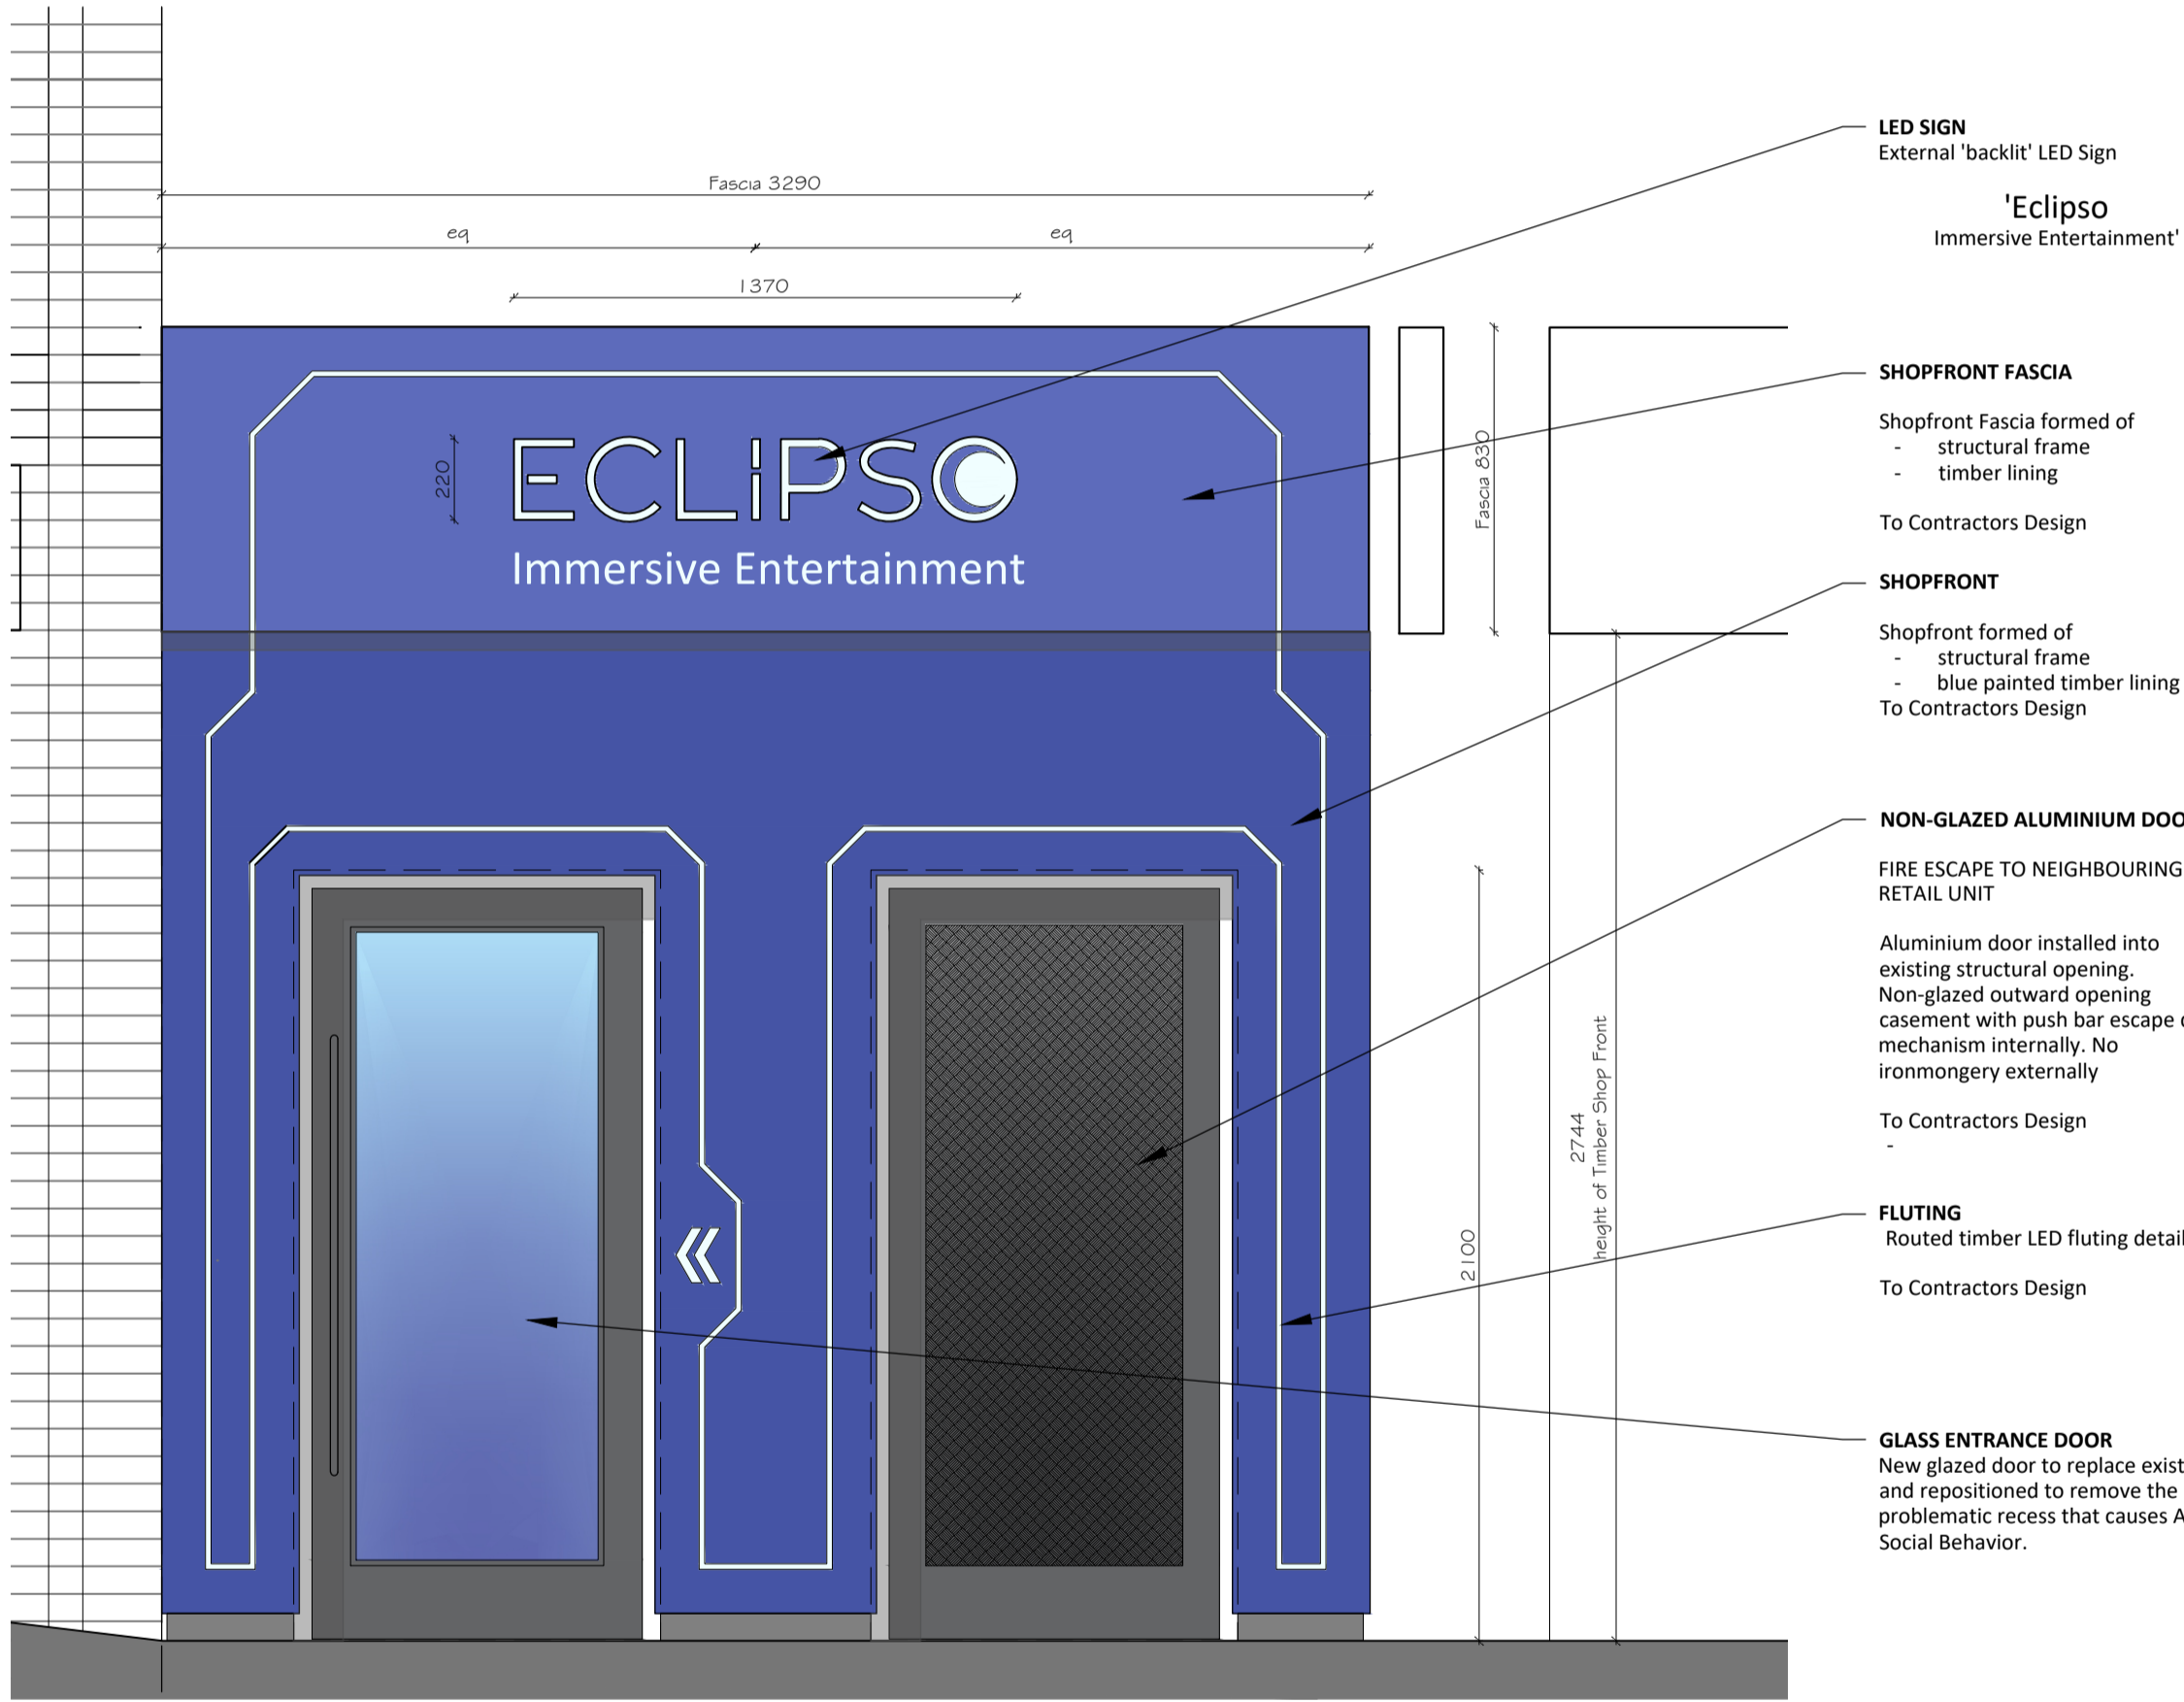 LED SIGN
External 'backlit' LED Sign
'Eclipso
Immersive Entertainment'
Fascia 3290
eq eq
1370
220
ECLiPSO
Immersive Entertainment
Fascia 830
SHOPFRONT FASCIA
Shopfront Fascia formed of
- structural frame
- timber lining
To Contractors Design
SHOPFRONT
Shopfront formed of
- structural frame
- blue painted timber lining
To Contractors Design
NON-GLAZED ALUMINIUM
FIRE ESCAPE TO NEIGHBOURING
RETAIL UNIT
Aluminium door installed into
existing structural opening.
Non-glazed outward opening
casement with push bar escape
mechanism internally. No
ironmongery externally
To Contractors Design
-
2100
2744
height of Timber Shop Front
FLUTING
Routed timber LED fluting detail
To Contractors Design
GLASS ENTRANCE DOOR
New glazed door to replace
and repositioned to remove the
problematic recess that causes
Social Behavior.